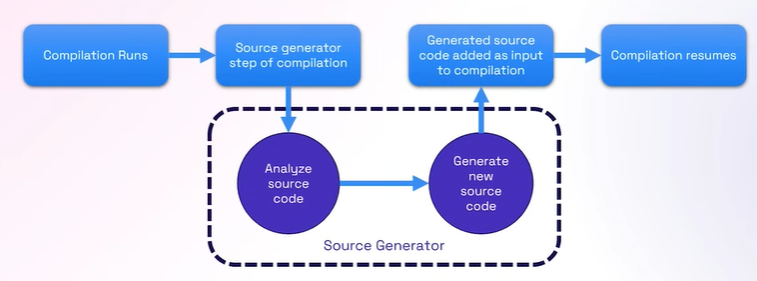 Compilation Runs
Source generator
step of compilation
Generated source
code added as input
to compilation
Compilation resumes
Analyze
source
code
Generate
new
source
code
Source Generator